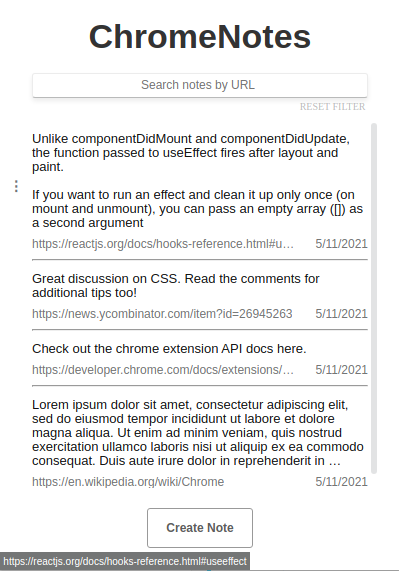 ChromeNotes
Search notes by URL
RESET FILTER
Unlike componentDidMount and componentDidUpdate,
the function passed to useEffect fires after layout and
paint.
If you want to run an effect and clean it up only once (on
mount and unmount), you can pass an empty array ([]) as
a second argument
https://reactjs.org/docs/hooks-reference.html#u... 5/11/2021
Great discussion on CSS. Read the comments for
additional tips too!
https://news.ycombinator.com/item?id=26945263 5/11/2021
Check out the chrome extension API docs here.
https://developer.chrome.com/docs/extensions/... 5/11/2021
Lorem ipsum dolor sit amet, consectetur adipiscing elit,
sed do eiusmod tempor incididunt ut labore et dolore
magna aliqua. Ut enim ad minim veniam, quis nostrud
exercitation ullamco laboris nisi ut aliquip ex ea commodo
consequat. Duis aute irure dolor in reprehenderit in ...
https://en.wikipedia.org/wiki/Chrome 5/11/2021
Create Note
https://reactjs.org/docs/hooks-reference.html#useeffect